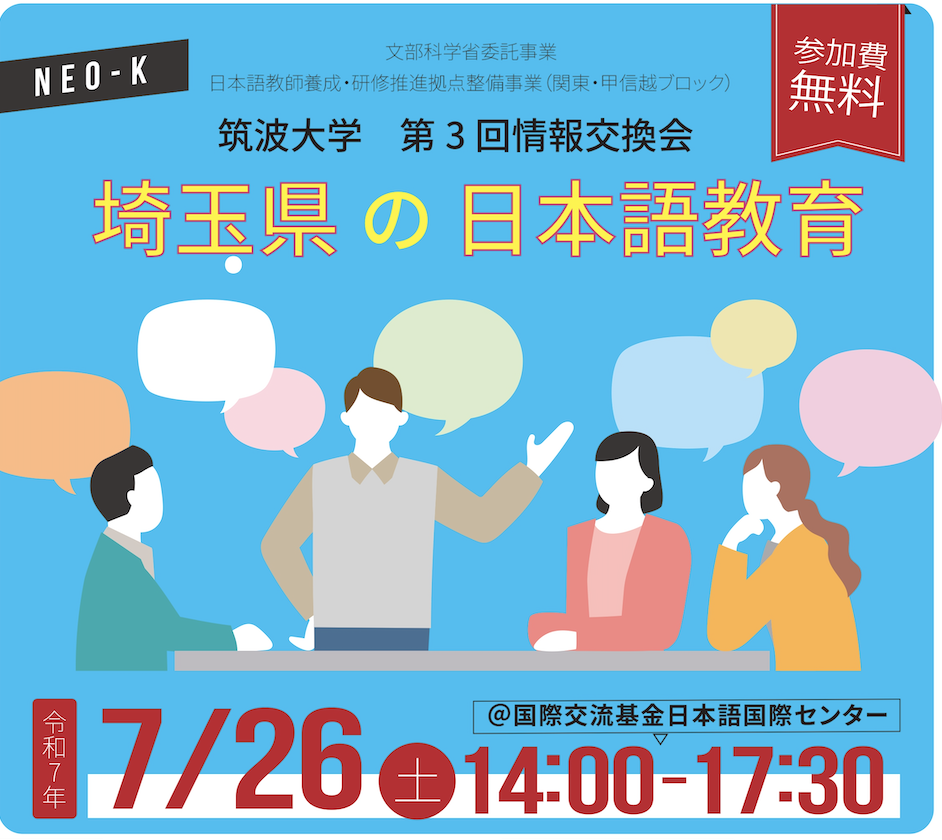 NEO-K
文部科学省委託事業
日本語教師養成・研修推進拠点整備事業(関東・甲信越ブロック)
参加費
無料
筑波大学 第3回情報交換会
埼玉県の日本語教育
令和7年
7/26
土
@国際交流基金日本語国際センター
14:00-17:30